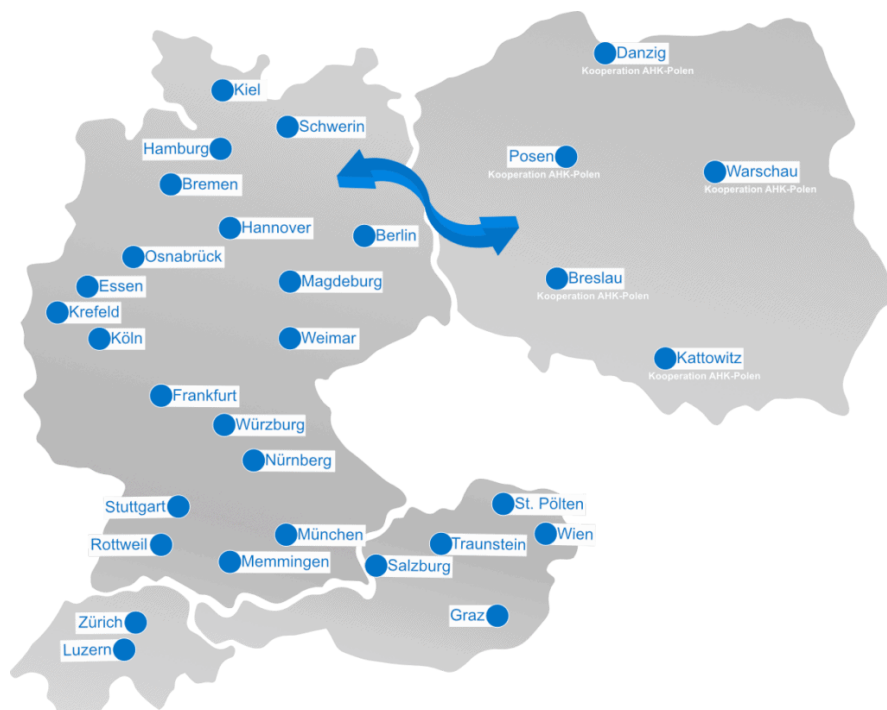 Danzig
Kooperation AHK-Polen
Kiel
Schwerin
Hamburg
Posen
Kooperation AHK-Polen
Warschau
Kooperation AHK-Polen
Bremen
Hannover
Berlin
Osnabrück
Breslau
Kooperation AHK-Polen
Essen
Magdeburg
Krefeld
Köln
Weimar
Kattowitz
Kooperation AHK-Polen
Frankfurt
Würzburg
Nürnberg
Stuttgart
St. Pölten
München
Wien
Rottweil
Traunstein
Memmingen
Salzburg
Graz
Zürich
Luzern